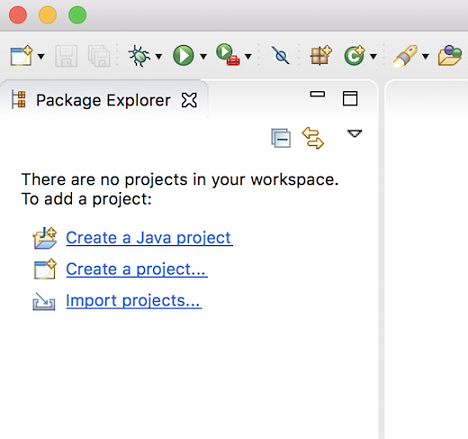 Package Explorer
There are no projects in your workspace.
To add a project:
Create a Java project
Create a project...
Import projects...